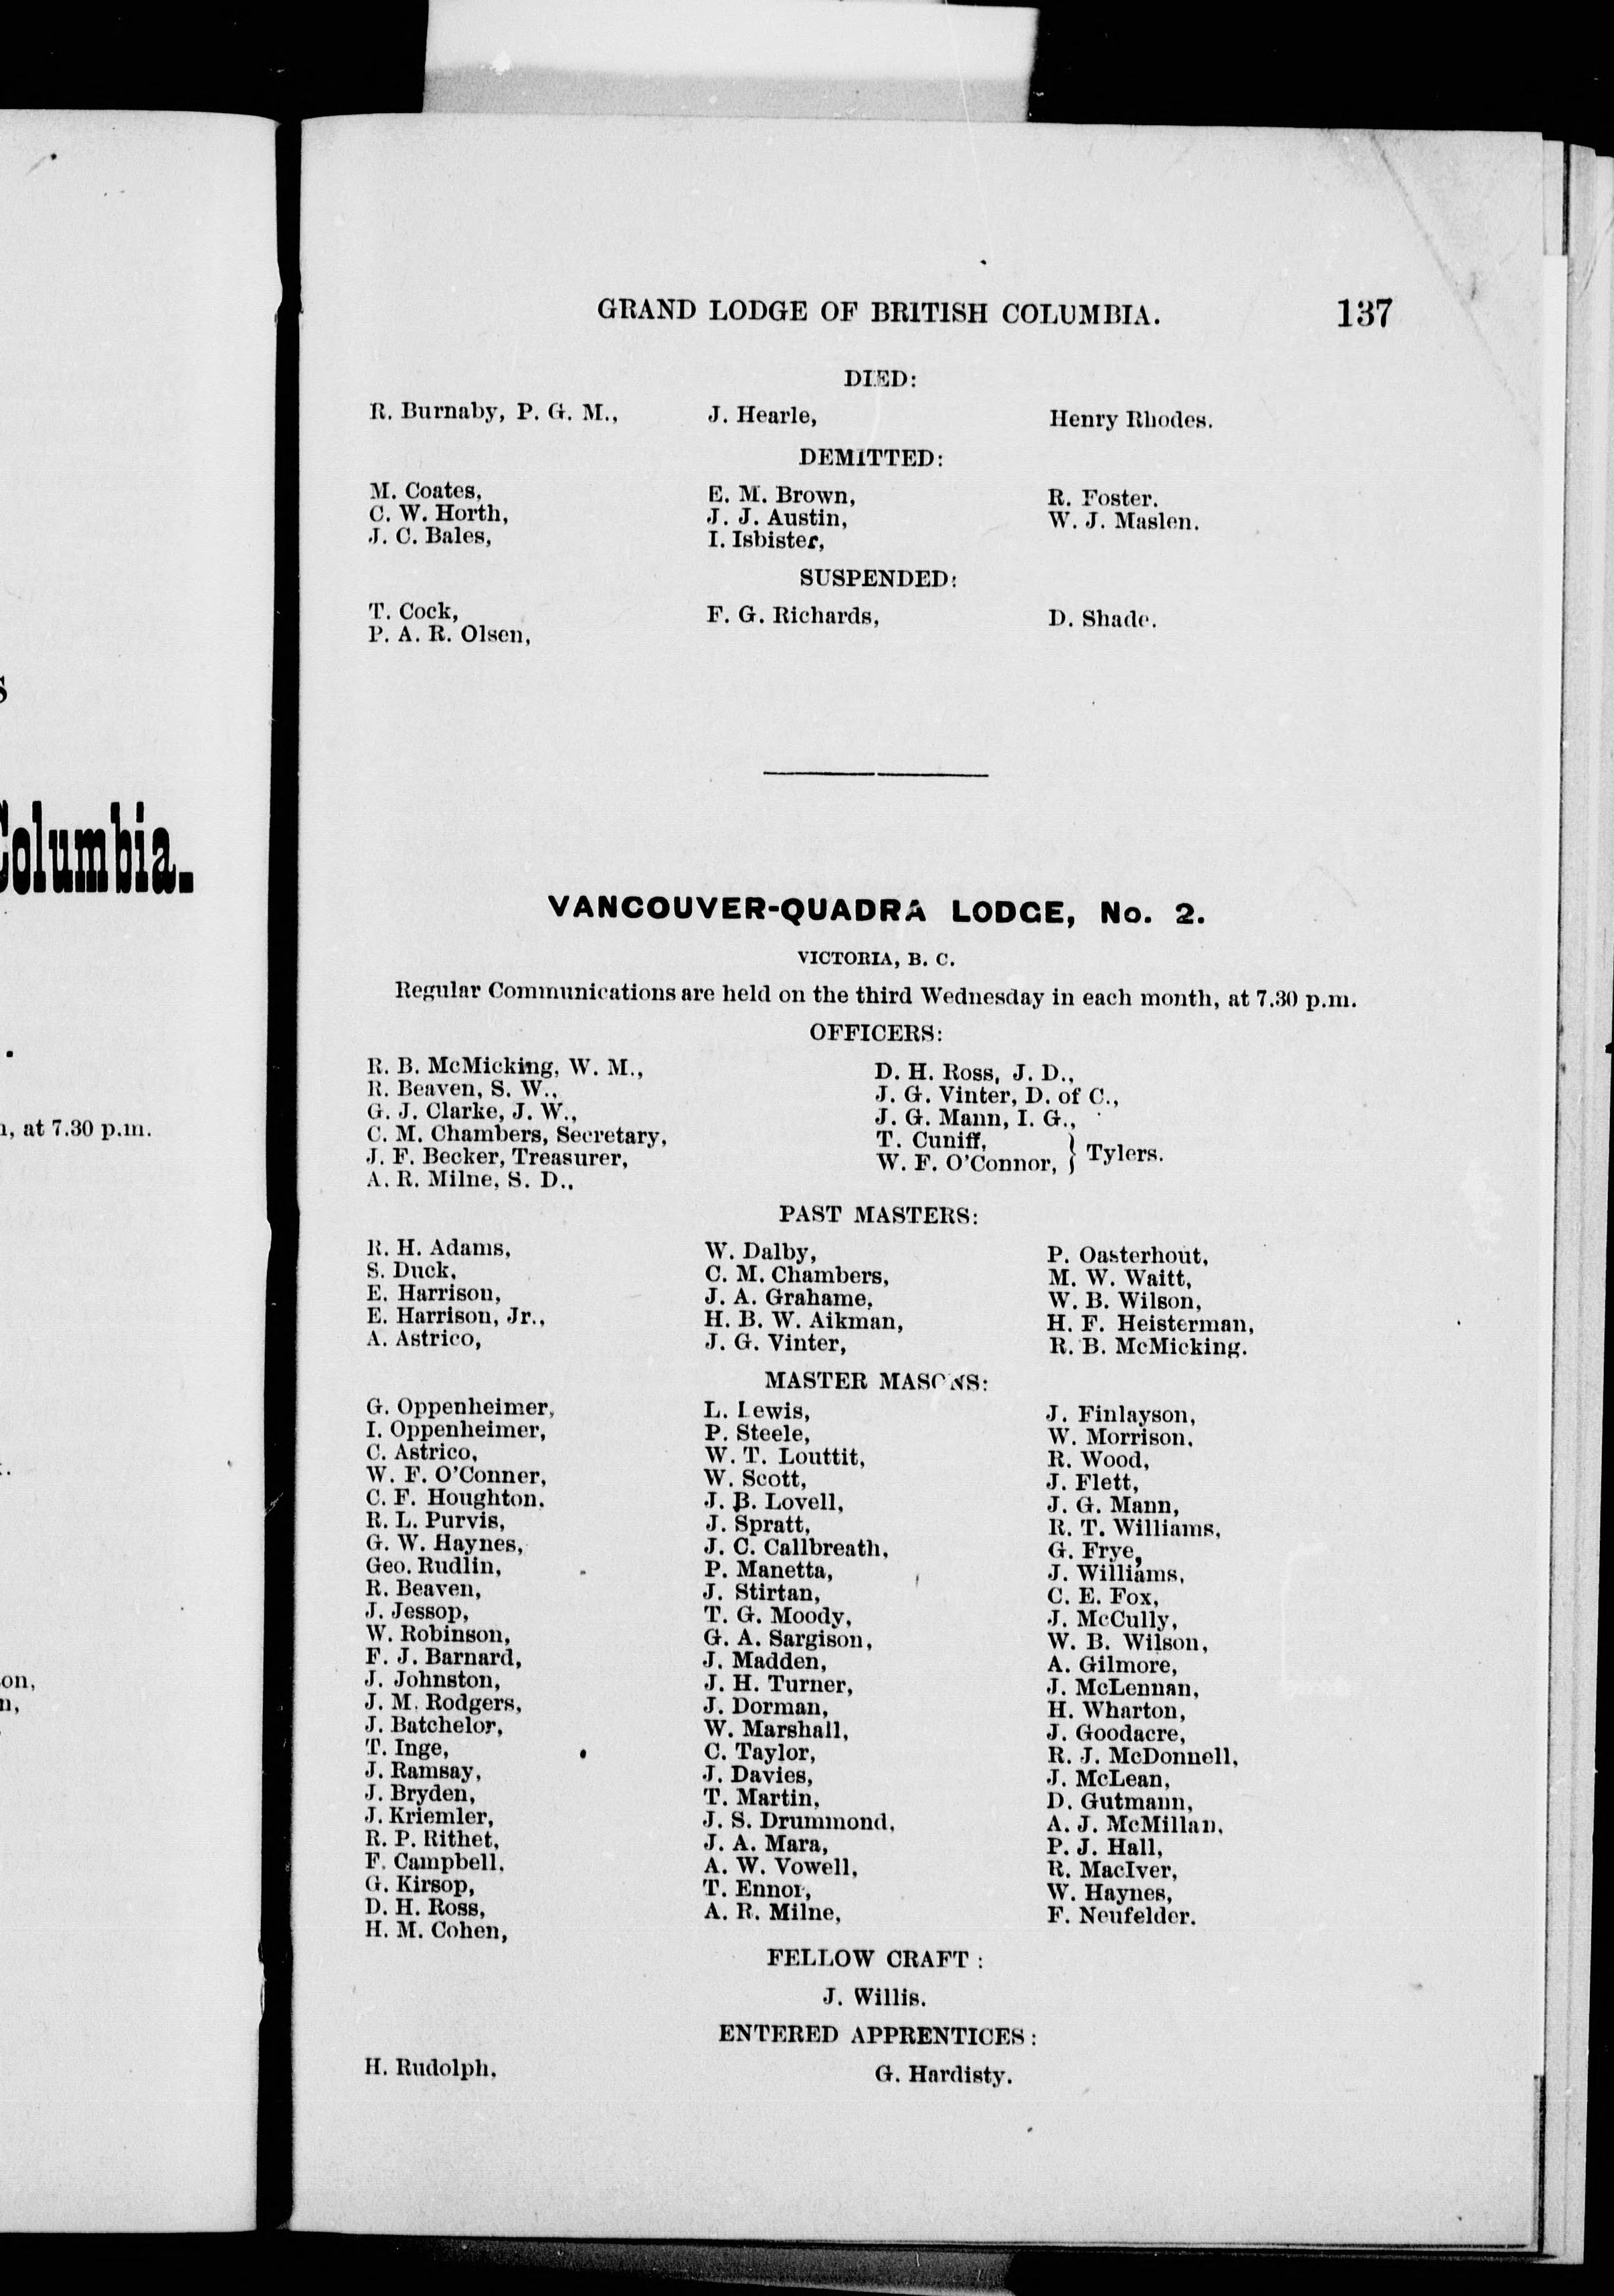 Columbia.
, at 7.30 p.m.
GRAND LODGE OF BRITISH COLUMBIA. 137
DIED:
R. Burnaby, P. G. M., J. Hearle, Henry Rhodes.
DEMITTED:
M. Coates, E. M. Brown, R. Foster.
C. W. Horth, J. J. Austin, W. J. Maslen.
J. C. Bales, I. Isbister,
SUSPENDED:
T. Cock, F. G. Richards, D. Shade.
P. A. R. Olsen,
VANCOUVER-QUADRA LODGE, No. 2.
VICTORIA, B. C.
Regular Communications are held on the third Wednesday in each month, at 7.30 p.m.
OFFICERS:
R. B. McMicking, W. M., D. H. Ross, J. D.,
R. Beaven, S. W., J. G. Vinter, D. of C.,
G. J. Clarke, J. W., J. G. Mann, I. G.,
C. M. Chambers, Secretary, T. Cuniff,
J. F. Becker, Treasurer, W. F. O'Connor, } Tylers.
A. R. Milne, S. D.,
PAST MASTERS:
R. H. Adams, W. Dalby, P. Oasterhout,
S. Duck, C. M. Chambers, M. W. Waitt,
E. Harrison, J. A. Grahame, W. B. Wilson,
E. Harrison, Jr., H. B. W. Aikman, H. F. Heisterman,
A. Astrico, J. G. Vinter, R. B. McMicking.
MASTER MASONS:
G. Oppenheimer, L. Lewis, J. Finlayson,
I. Oppenheimer, P. Steele, W. Morrison,
C. Astrico, W. T. Louttit, R. Wood,
W. F. O'Conner, W. Scott, J. Flett,
C. F. Houghton, J. B. Lovell, J. G. Mann,
R. L. Purvis, J. Spratt, R. T. Williams,
G. W. Haynes, J. C. Callbreath, G. Frye,
Geo. Rudlin, P. Manetta, J. Williams,
R. Beaven, J. Stirtan, C. E. Fox,
J. Jessop, T. G. Moody, J. McCully,
W. Robinson, G. A. Sargison, W. B. Wilson,
F. J. Barnard, J. Madden, A. Gilmore,
J. Johnston, J. H. Turner, J. McLennan,
J. M. Rodgers, J. Dorman, H. Wharton,
J. Batchelor, W. Marshall, J. Goodacre,
T. Inge, C. Taylor, R. J. McDonnell,
J. Ramsay, J. Davies, J. McLean,
J. Bryden, T. Martin, D. Gutmann,
J. Kriemler, J. S. Drummond, A. J. McMillan,
R. P. Rithet, J. A. Mara, P. J. Hall,
F. Campbell, A. W. Vowell, R. MacIver,
G. Kirsop, T. Ennor, W. Haynes,
D. H. Ross, A. R. Milne, F. Neufelder.
H. M. Cohen,
FELLOW CRAFT :
J. Willis.
ENTERED APPRENTICES :
H. Rudolph, G. Hardisty.